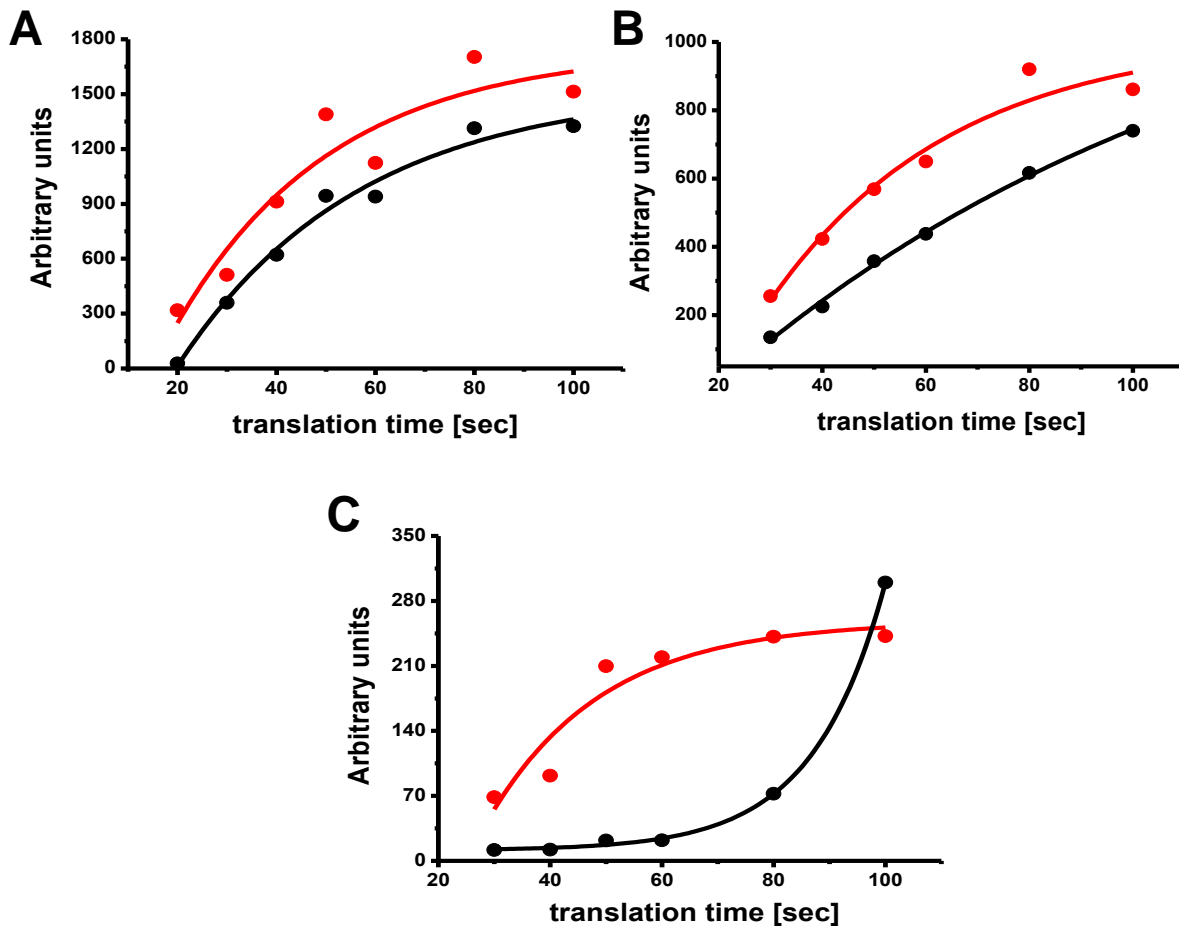 A
Arbitrary units
1800
1500
1200
900
600
300
0
20 40 60 80 100
translation time [sec]
B
Arbitrary units
1000
800
600
400
200
20 40 60 80 100
translation time [sec]
C
Arbitrary units
350
280
210
140
70
0
20 40 60 80 100
translation time [sec]